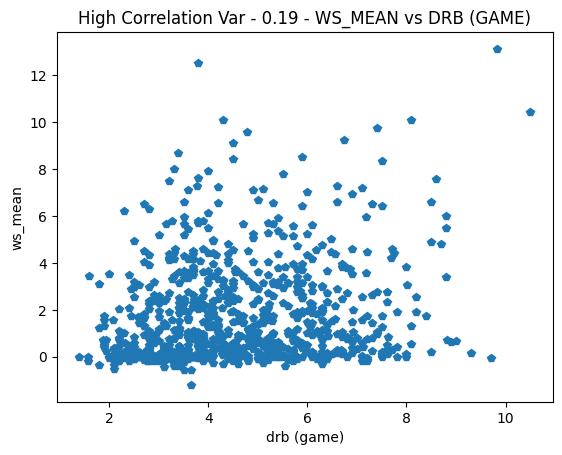 High Correlation Var - 0.19 - WS_MEAN vs DRB (GAME)
12
10
8
6
4
2
0
ws_mean
2 4 6 8 10
drb (game)